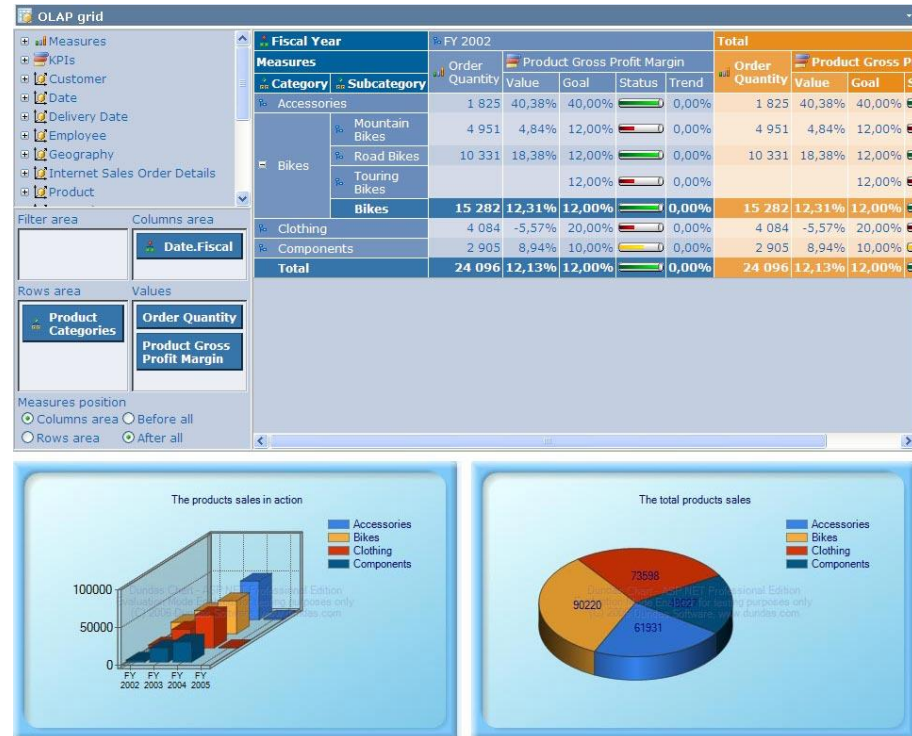 OLAP grid
Measures
KPIs
Customer
Date
Delivery Date
Employee
Geography
Internet Sales Order Details
Product
Filter area Columns area
Date.Fiscal
Rows area Values
Product Categories
Order Quantity
Product Gross Profit Margin
Measures position
Columns area Before all
Rows area After all
Fiscal Year FY 2002 Total
Measures Order Quantity Product Gross Profit Margin Order Quantity Product Gross P
Category Subcategory Value Goal Status Trend Value Goal S
Accessories 1 825 40,38% 40,00% 0,00% 1 825 40,38% 40,00%
Bikes
Mountain Bikes 4 951 4,84% 12,00% 0,00% 4 951 4,84% 12,00%
Road Bikes 10 331 18,38% 12,00% 0,00% 10 331 18,38% 12,00%
Touring Bikes 12,00% 0,00% 12,00%
Bikes 15 282 12,31% 12,00% 0,00% 15 282 12,31% 12,00%
Clothing 4 084 -5,57% 20,00% 0,00% 4 084 -5,57% 20,00%
Components 2 905 8,94% 10,00% 0,00% 2 905 8,94% 10,00%
Total 24 096 12,13% 12,00% 0,00% 24 096 12,13% 12,00%
The products sales in action
Accessories
Bikes
Clothing
Components
100000
50000
0
FY 2002
FY 2003
FY 2004
FY 2005
The total products sales
Accessories
Bikes
Clothing
Components
73598
90220
61931